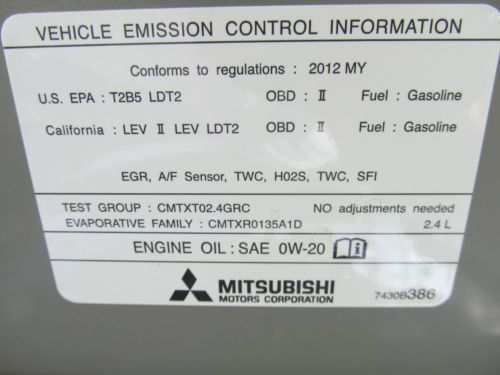 VEHICLE EMISSION CONTROL INFORMATION
Conforms to regulations : 2012 MY
U.S. EPA : T2B5 LDT2 OBD : II Fuel : Gasoline
California : LEV II LEV LDT2 OBD : II Fuel : Gasoline
EGR, A/F Sensor, TWC, H02S, TWC, SFI
TEST GROUP : CMTXT02.4GRC NO adjustments needed
EVAPORATIVE FAMILY : CMTXR0135A1D 2.4 L
ENGINE OIL : SAE 0W-20
MITSUBISHI
MOTORS CORPORATION
7430B386